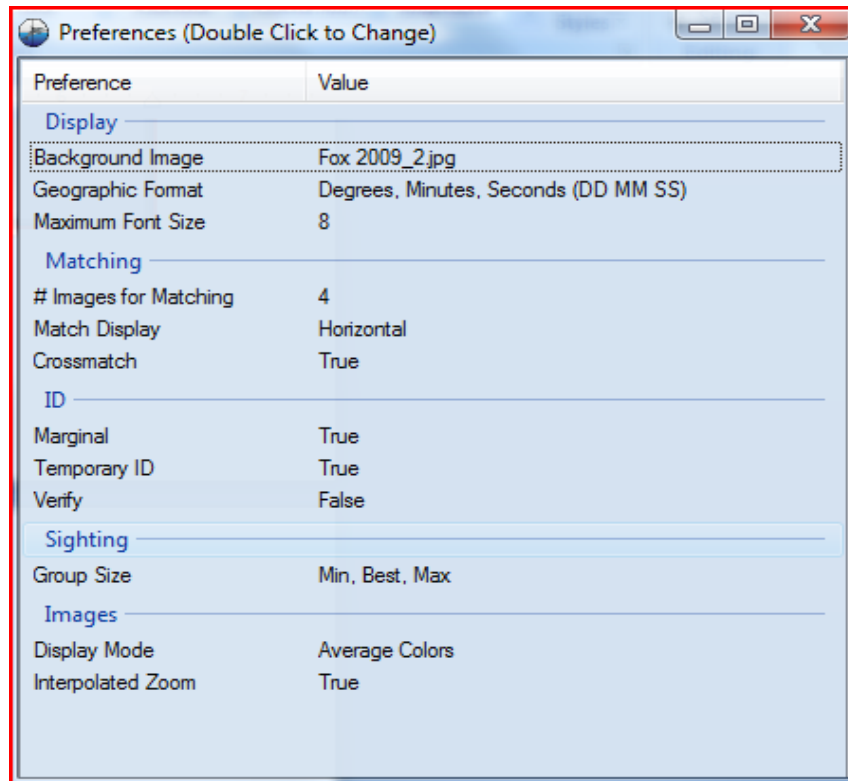 Preferences (Double Click to Change)
Preference Value
Display
Background Image Fox 2009_2.jpg
Geographic Format Degrees, Minutes, Seconds (DD MM SS)
Maximum Font Size 8
Matching
# Images for Matching 4
Match Display Horizontal
Crossmatch True
ID
Marginal True
Temporary ID True
Verify False
Sighting
Group Size Min, Best, Max
Images
Display Mode Average Colors
Interpolated Zoom True